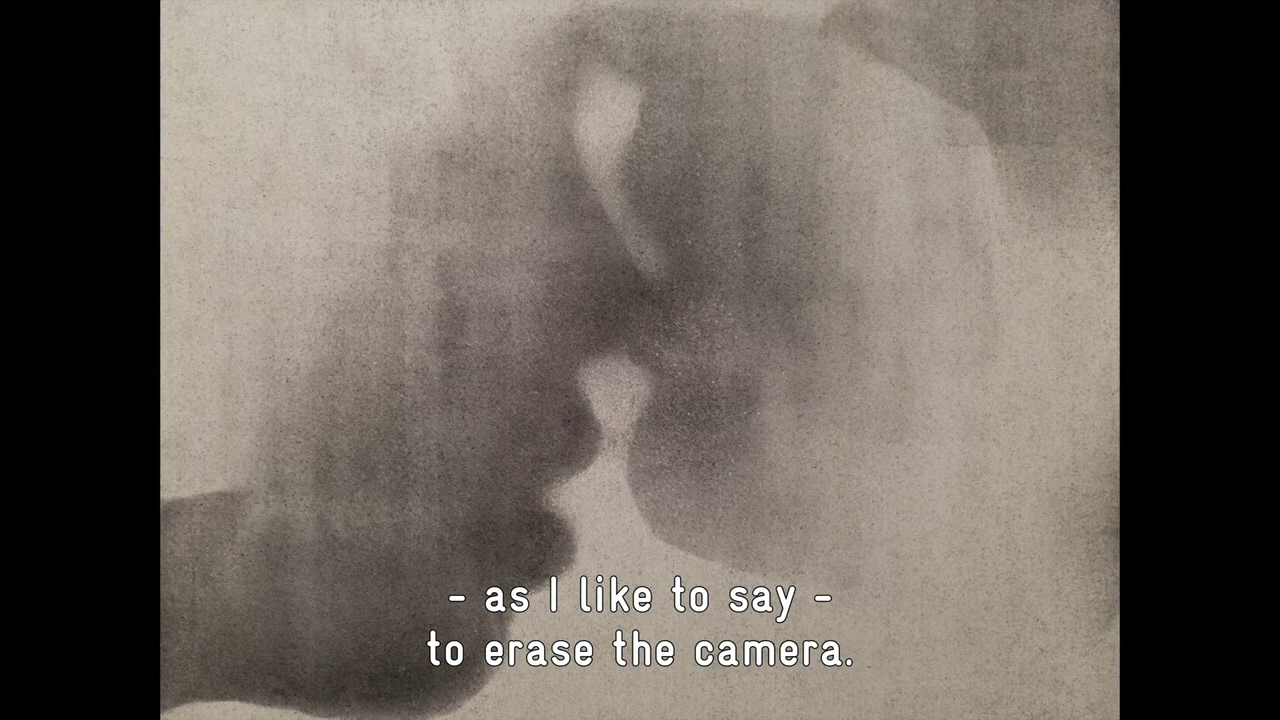 - as I like to say -
to erase the camera.